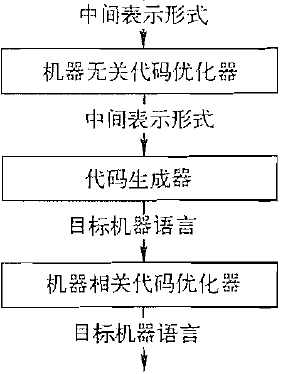 中间表示形式
机器无关代码优化器
中间表示形式
代码生成器
目标机器语言
机器相关代码优化器
目标机器语言